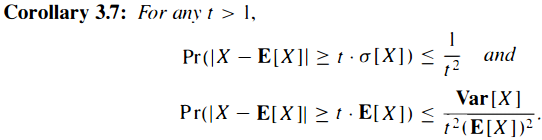 Corollary 3.7: For any t > 1,
Pr(|X − E[X]| ≥ t · σ[X]) ≤ 1/t² and
Pr(|X − E[X]| ≥ t · E[X]) ≤ Var[X]/t²(E[X])².